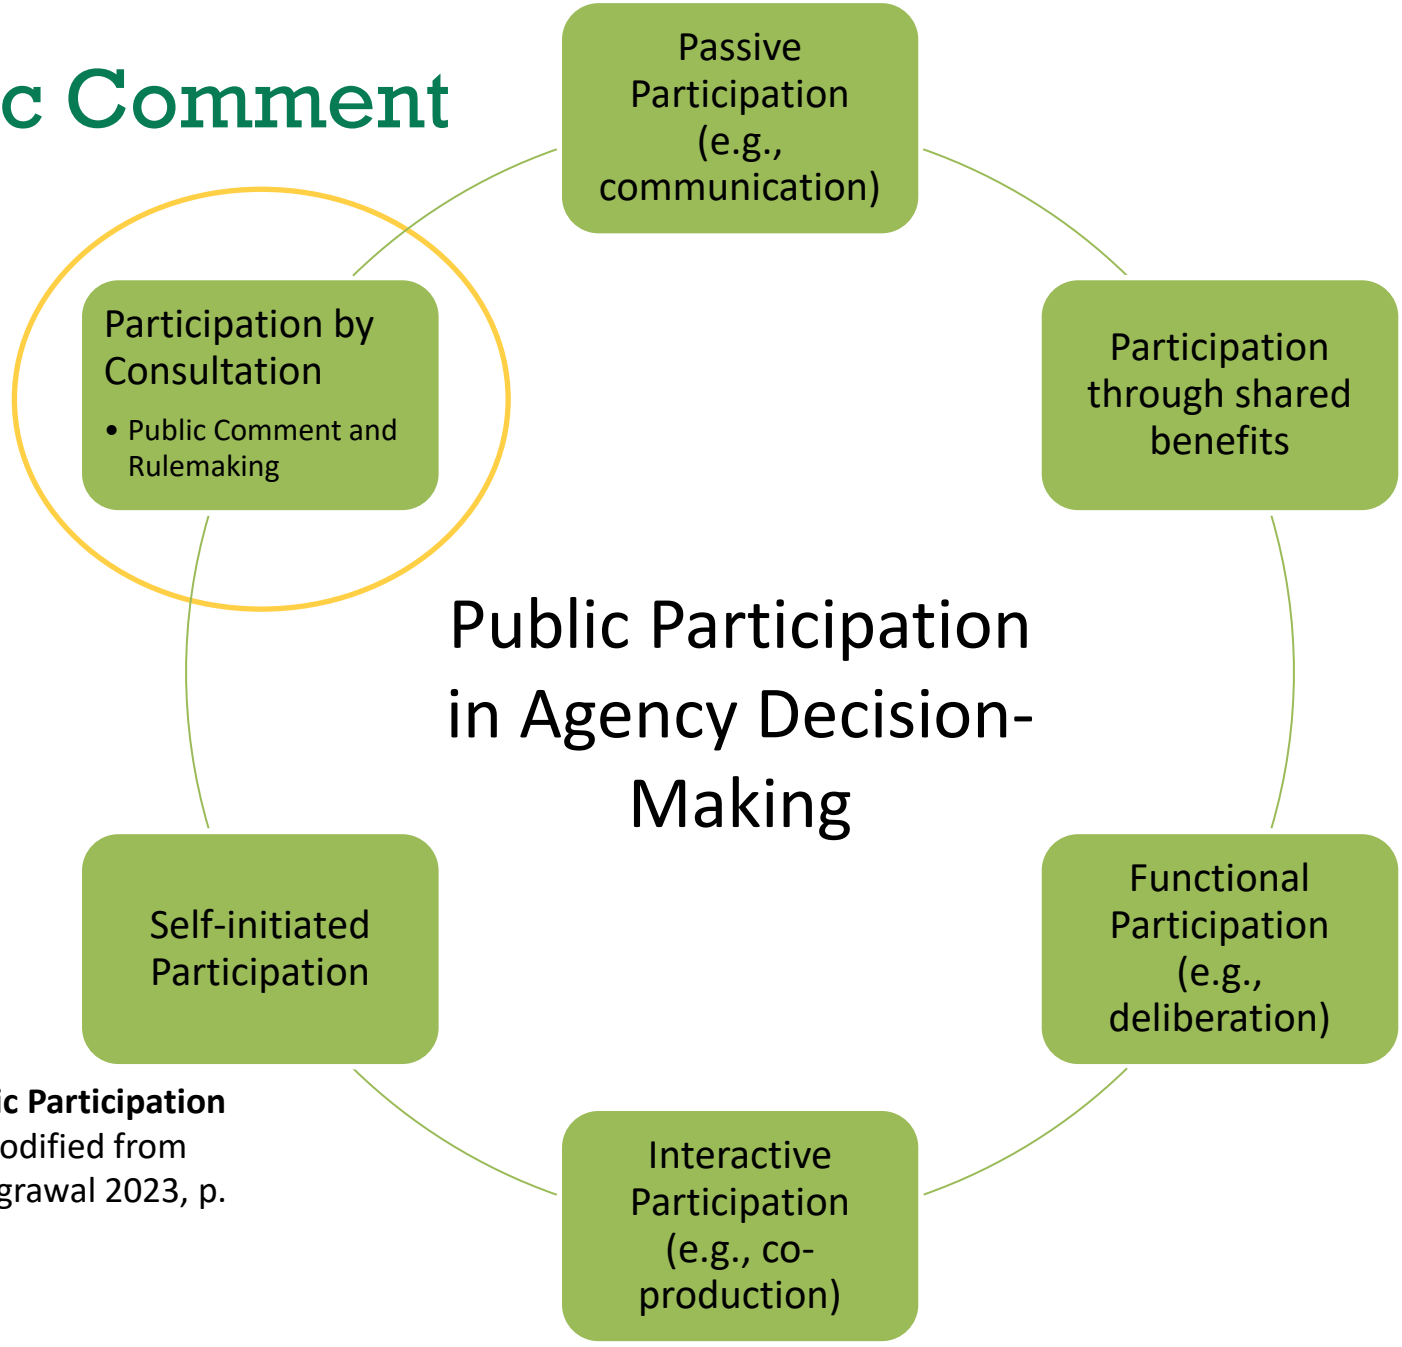 c Comment
Passive
Participation
(e.g.,
communication)
Participation by
Consultation
• Public Comment and
Rulemaking
Participation
through shared
benefits
Public Participation
in Agency Decision-
Making
Self-initiated
Participation
Functional
Participation
(e.g.,
deliberation)
ic Participation
odified from
grawal 2023, p.
Interactive
Participation
(e.g., co-
production)